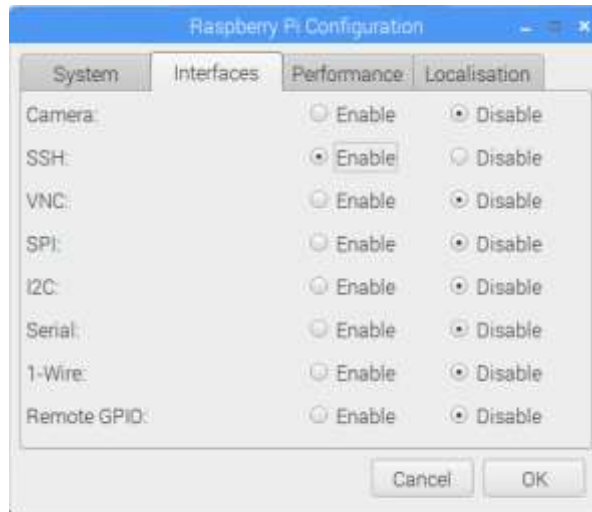 Raspberry Pi Configuration
System Interfaces Performance Localisation
Camera: Enable Disable
SSH: Enable Disable
VNC: Enable Disable
SPI: Enable Disable
I2C: Enable Disable
Serial: Enable Disable
1-Wire: Enable Disable
Remote GPIO: Enable Disable
Cancel OK